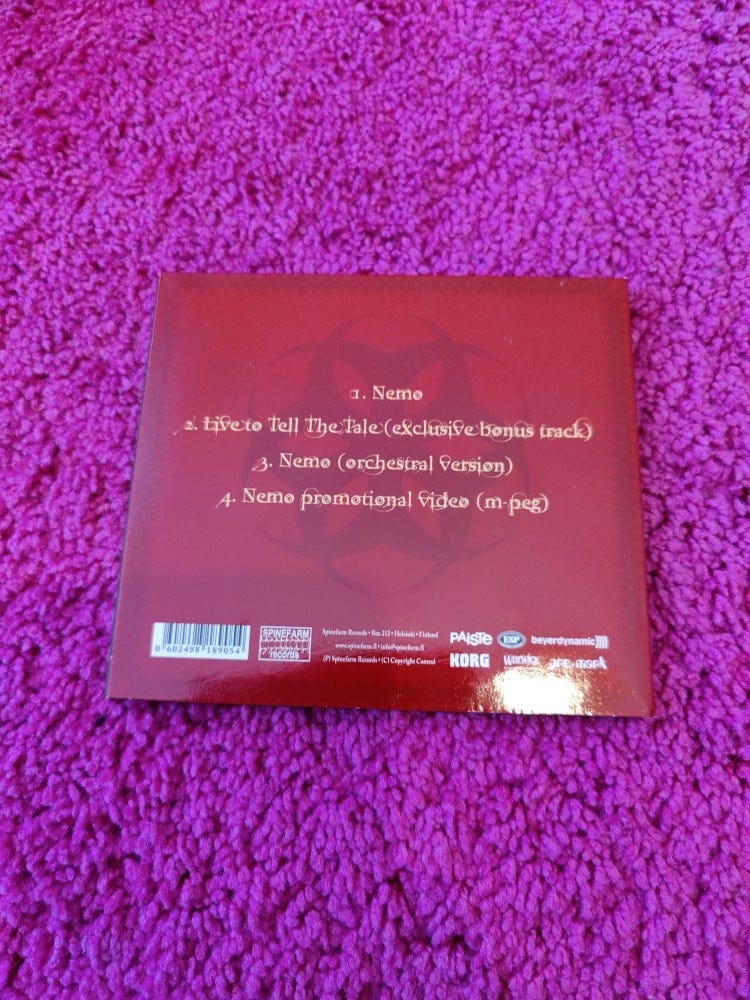 1. Nemo
2. Live to Tell The Tale (exclusive bonus track)
3. Nemo (orchestral version)
4. Nemo promotional video (m-peg)
0 602498 189054
SPINEFARM
records
Spinefarm Records • Box 212 • Helsinki • Finland
www.spinefarm.fi • info@spinefarm.fi
(P) Spinefarm Records • (C) Copyright Control
PAISTE ESP beyerdynamic))))
KORG warwick